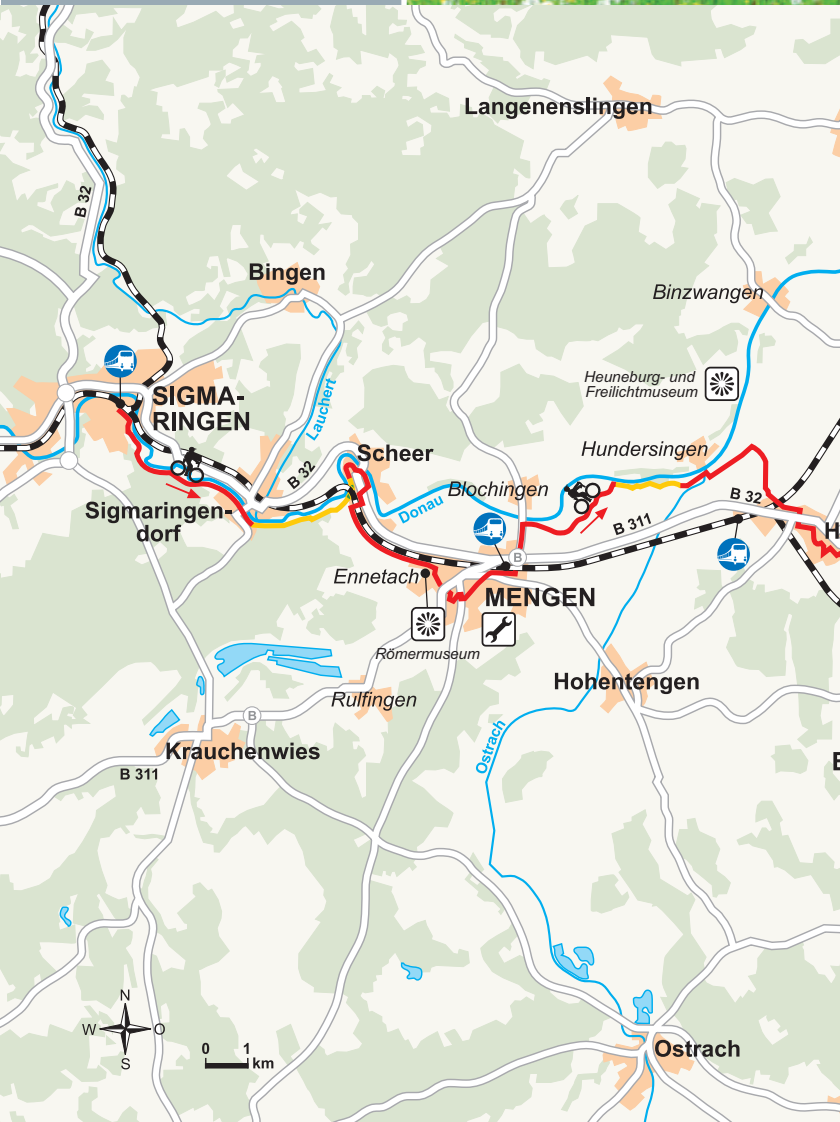 Langenenslingen
B 32
Bingen
Binzwangen
Heuneburg- und
Freilichtmuseum
SIGMA-
RINGEN
Lauchert
Hundersingen
Scheer
B 32
Blochingen
Donau
B 32
Sigmaringen-
dorf
B 311
H
B
Ennetach
MENGEN
Römermuseum
Hohentengen
Rulfingen
B
Ostrach
Krauchenwies
B 311
E
N
W
O
S
0 1
km
Ostrach